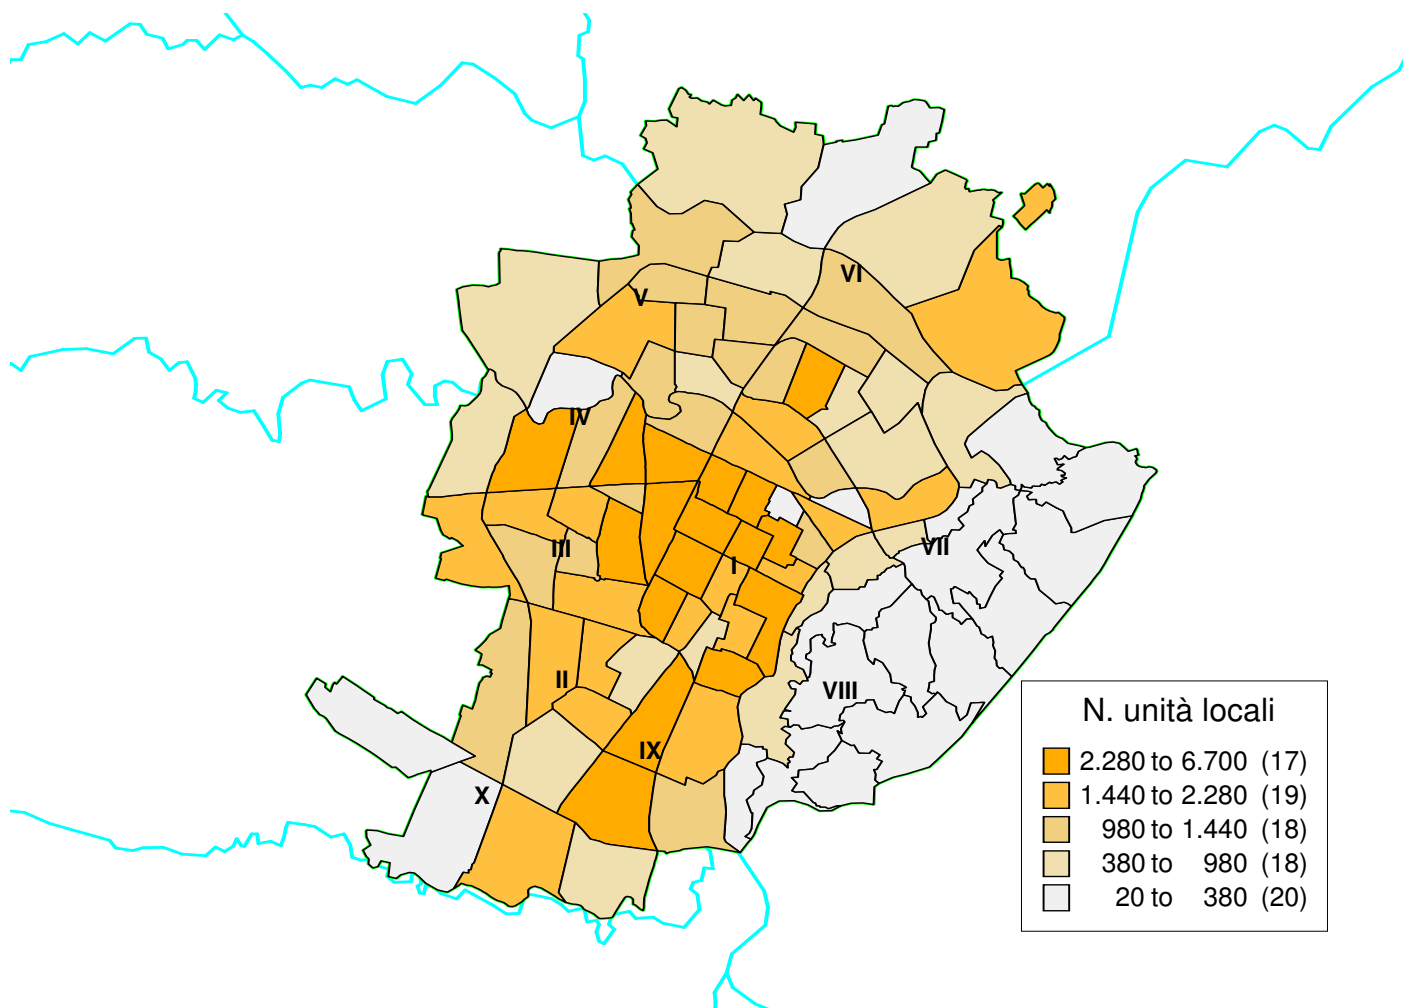 VI
V
IV
III
VII
I
II
VIII
IX
X
N. unità locali
2.280 to 6.700 (17)
1.440 to 2.280 (19)
980 to 1.440 (18)
380 to 980 (18)
20 to 380 (20)